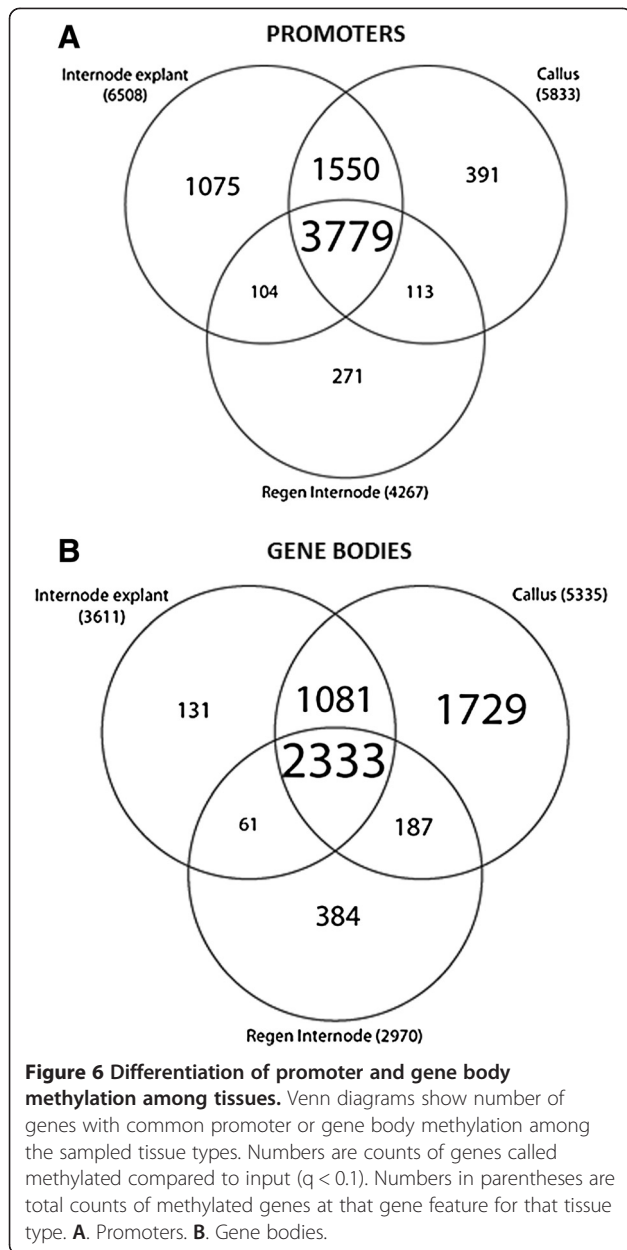 A
PROMOTERS
Internode explant
(6508)
Callus
(5833)
1075
1550
391
3779
104
113
271
Regen Internode (4267)
B
GENE BODIES
Internode explant
(3611)
Callus (5335)
131
1081
1729
2333
61
187
384
Regen Internode (2970)
Figure 6 Differentiation of promoter and gene body
methylation among tissues. Venn diagrams show number of
genes with common promoter or gene body methylation among
the sampled tissue types. Numbers are counts of genes called
methylated compared to input (q < 0.1). Numbers in parentheses are
total counts of methylated genes at that gene feature for that tissue
type. A. Promoters. B. Gene bodies.